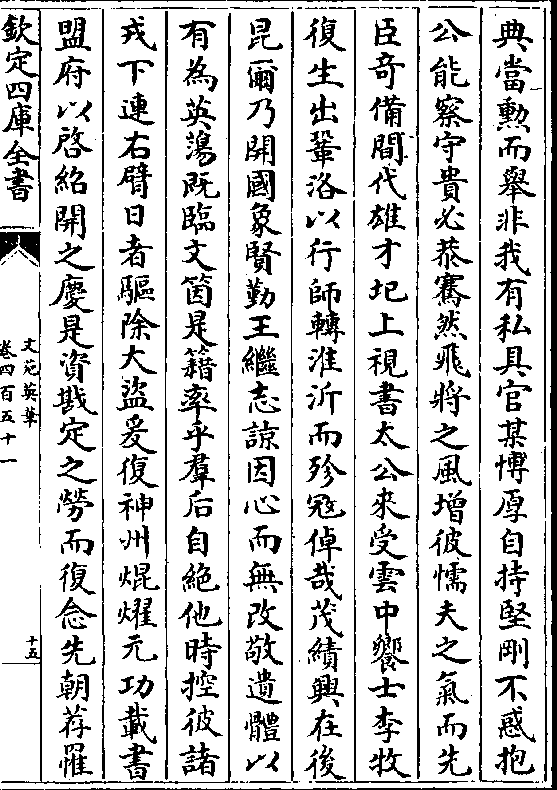 典當勲而舉非我有私具官某愽厚自持堅剛不惑抱
公能察守貴必恭騫然飛將之風增彼懦夫之氣而先
臣竒備間代雄才圯上視書太公來受雲中饗士李牧
復生出鞏洛以行師轉淮沂而殄冦倬哉茂績興在後
昆爾乃開國象賢勤王繼志諒因心而無改敬遺體以
有為英蕩既臨文箇是籍率乎羣后自絶他時控彼諸
戎下連右臂日者驅除大盜爰復神州焜燿元功載書
盟府以啓紹開之慶是資戡定之勞而復念先朝荐罹
欽定四庫全書
文苑英華
卷四百五十一
十五